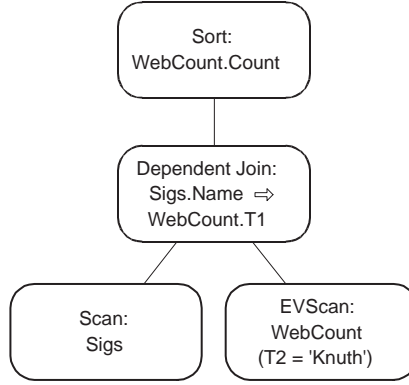 Sort:
WebCount.Count
Dependent Join:
Sigs.Name ⇨
WebCount.T1
Scan:
Sigs
EVScan:
WebCount
(T2 = 'Knuth')